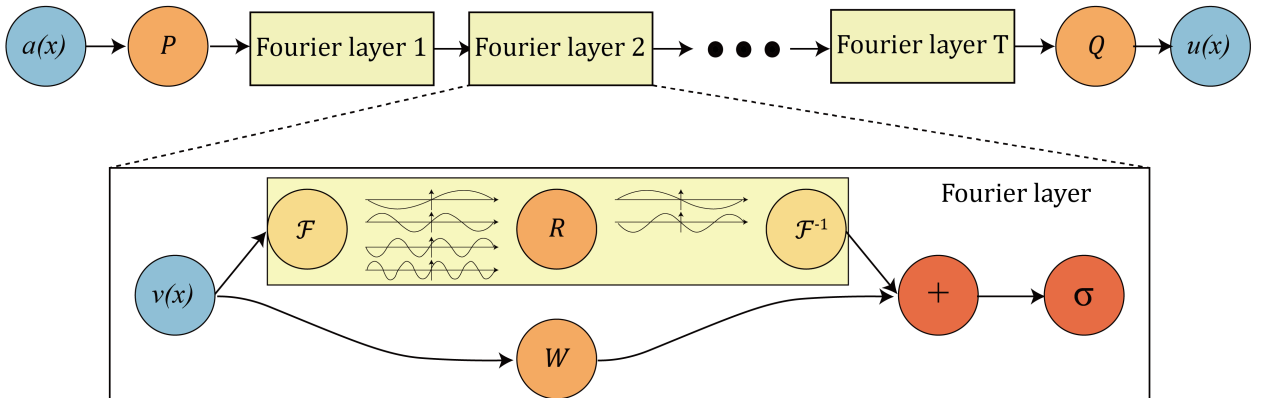 a(x) P Fourier layer 1 Fourier layer 2 ••• Fourier layer T Q u(x)
Fourier layer
ℱ R ℱ⁻¹
v(x) + σ
W